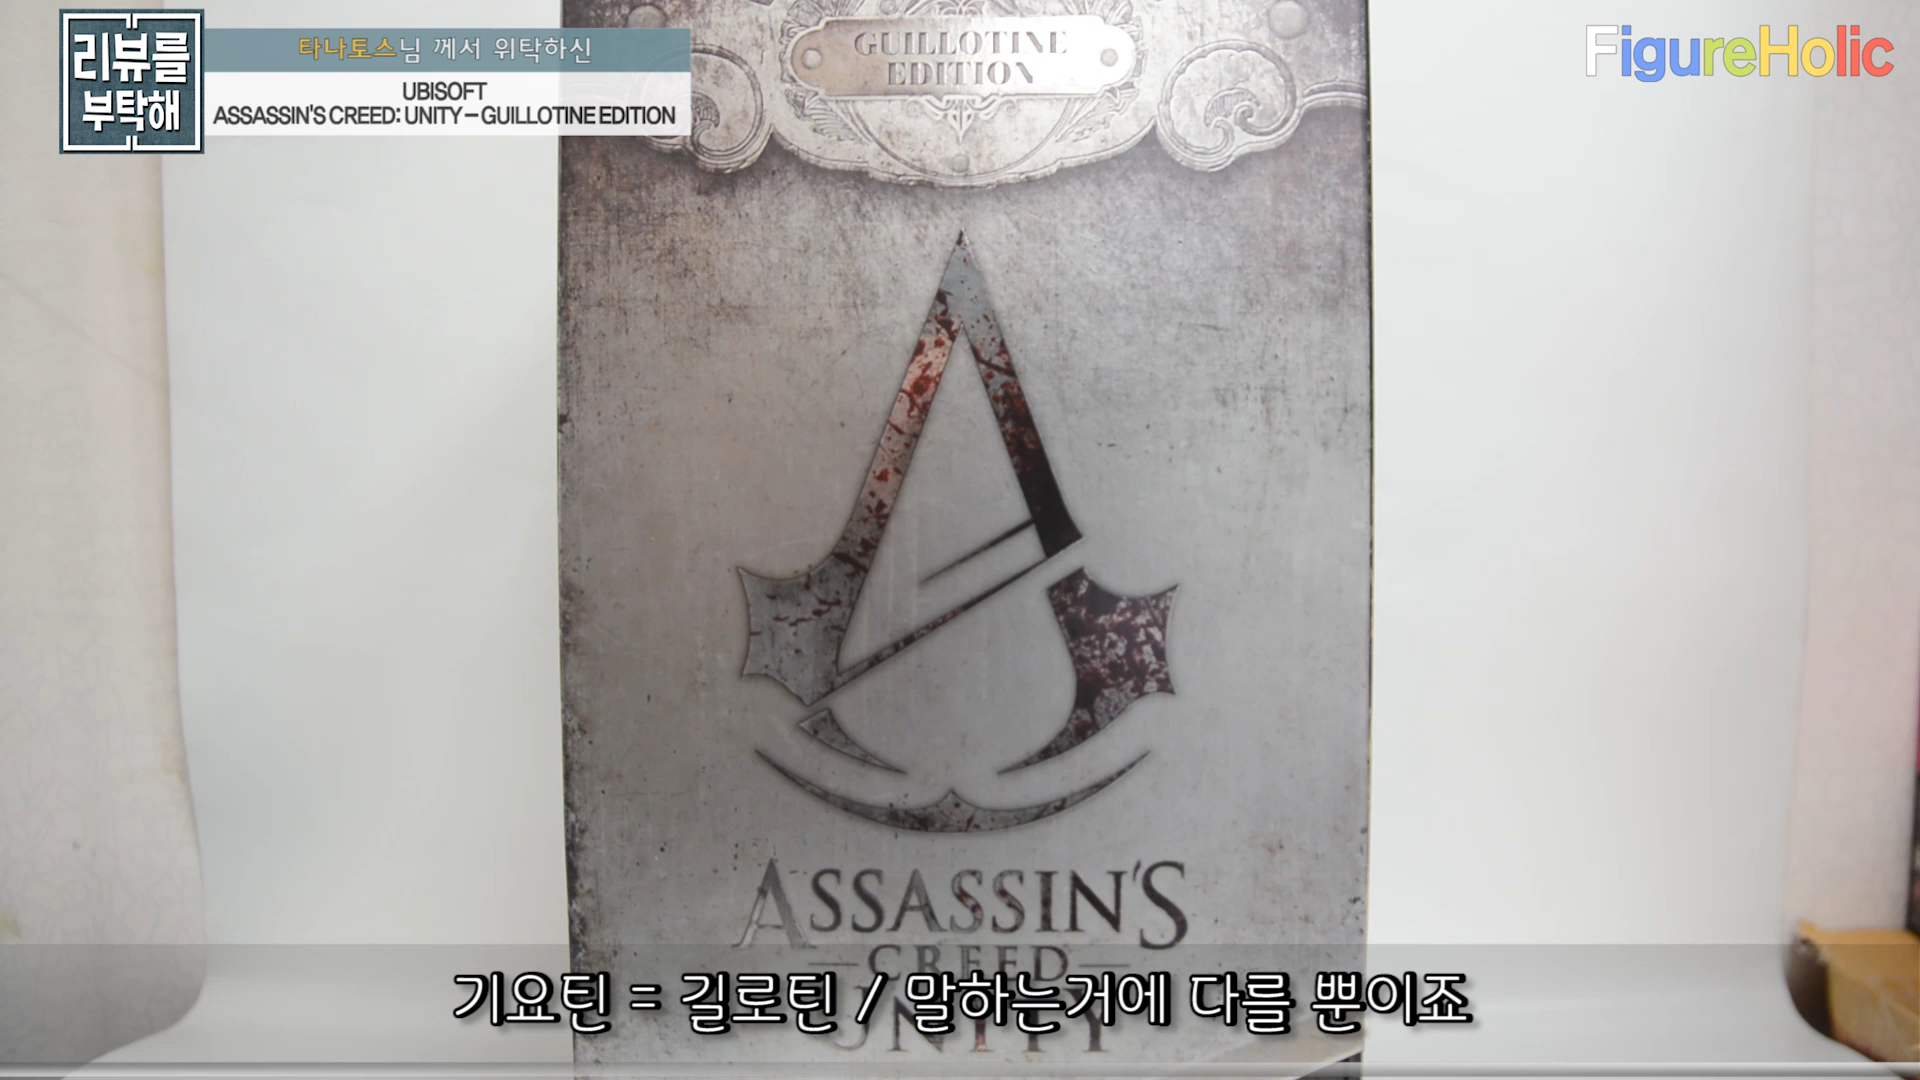 리뷰를
부탁해
타나토스님 께서 위탁하신
UBISOFT
ASSASSIN'S CREED: UNITY – GUILLOTINE EDITION
FigureHolic
GUILLOTINE
EDITION
ASSASSIN'S
CREED
UNITY
기요틴 = 길로틴 / 말하는거에 다를 뿐이죠